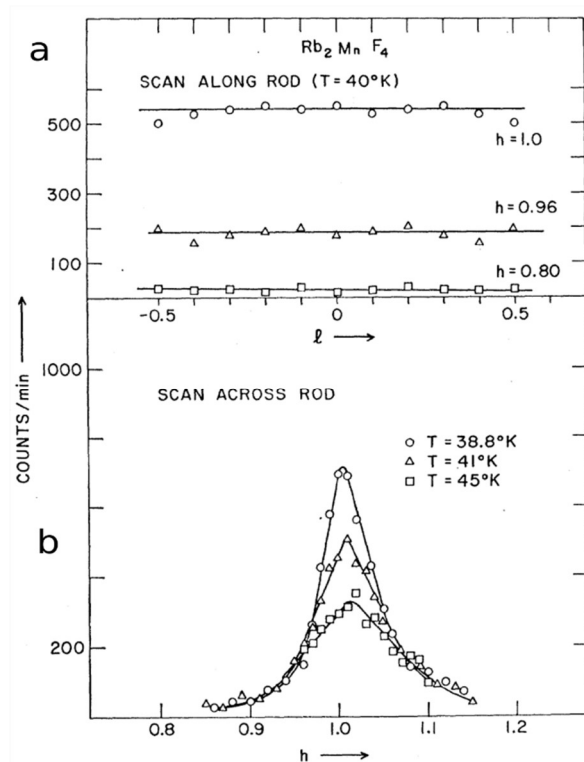 a
Rb2 Mn F4
SCAN ALONG ROD (T= 40°K)
500
h = 1.0
300
h = 0.96
100
h = 0.80
-0.5
0
0.5
ℓ →
COUNTS/min →
1000
SCAN ACROSS ROD
T = 38.8°K
T = 41°K
T = 45°K
b
200
0.8
0.9
1.0
1.1
1.2
h →